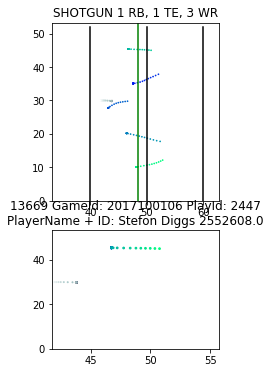 SHOTGUN 1 RB, 1 TE, 3 WR
50
40
30
20
10
0
40 50 60
13669 GameId: 2017100106 PlayId: 2447
PlayerName + ID: Stefon Diggs 2552608.0
40
20
0
45 50 55